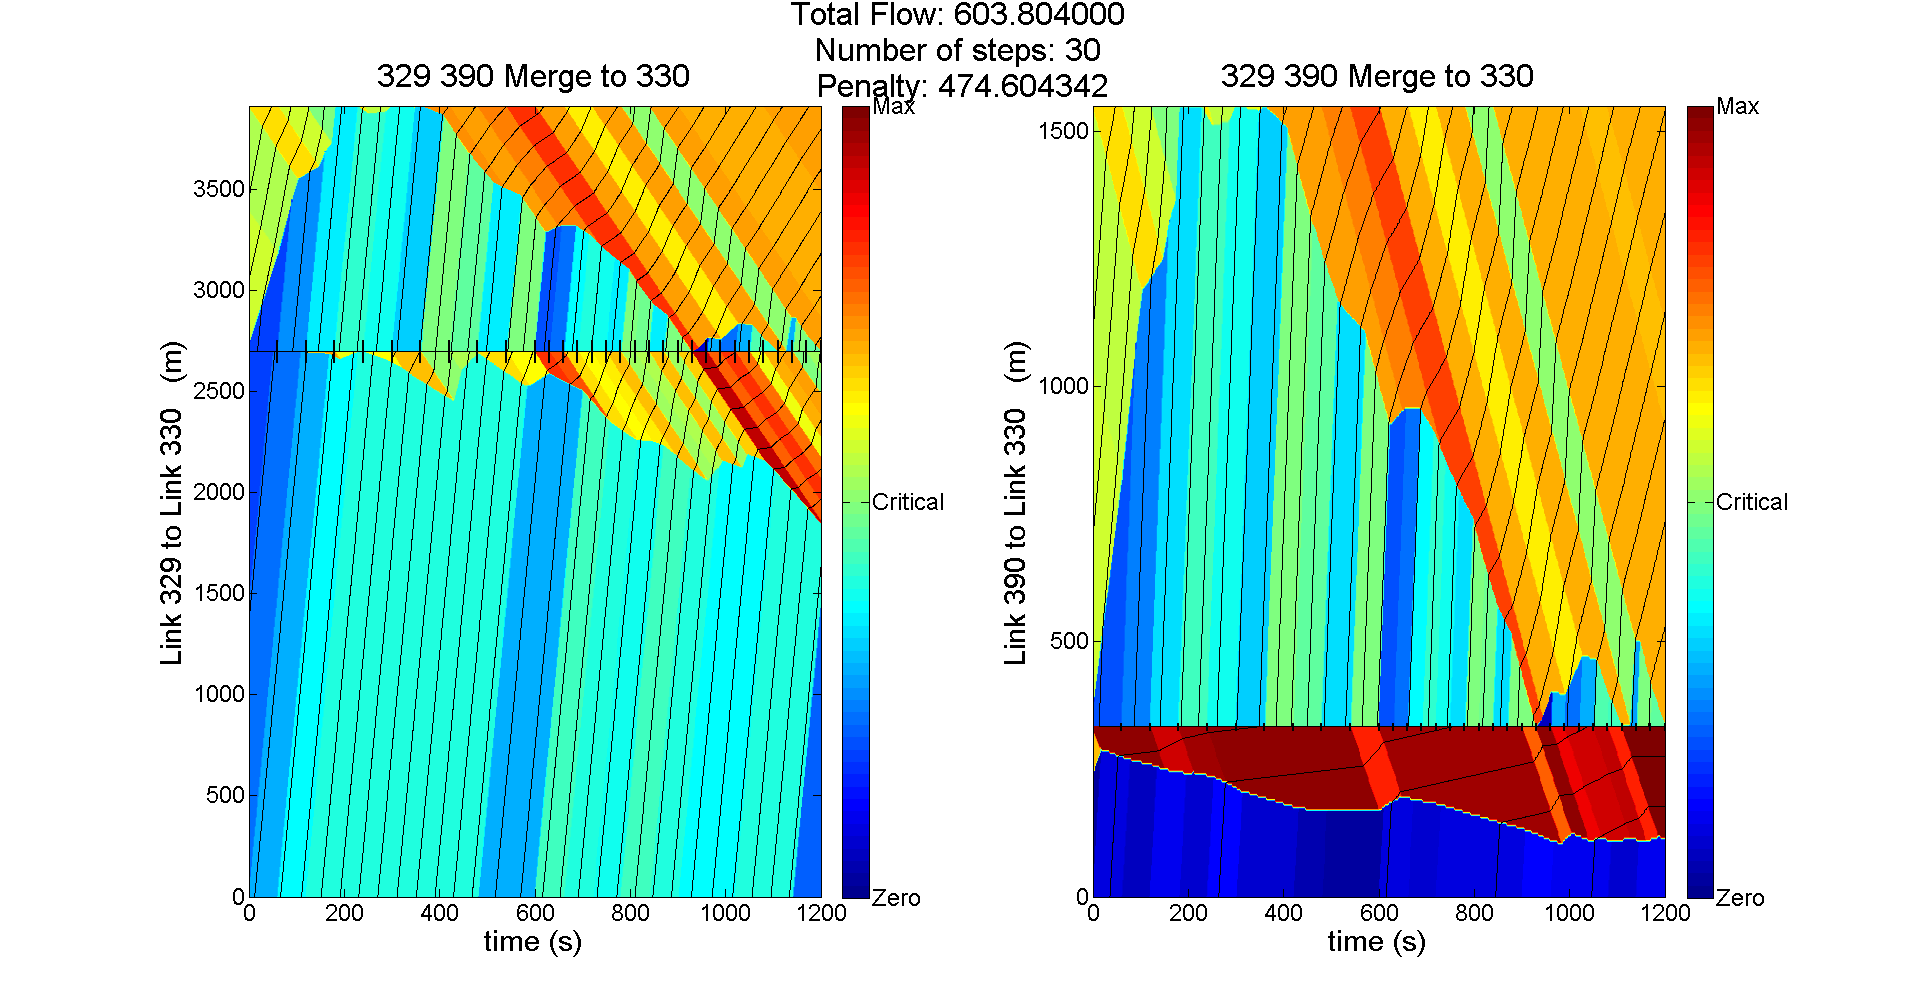 Total Flow: 603.804000
Number of steps: 30
Penalty: 474.604342
329 390 Merge to 330
Link 329 to Link 330 (m)
3500
3000
2500
2000
1500
1000
500
0
0 200 400 600 800 1000 1200
time (s)
Max
Critical
Zero
329 390 Merge to 330
Link 390 to Link 330 (m)
1500
1000
500
0
0 200 400 600 800 1000 1200
time (s)
Max
Critical
Zero